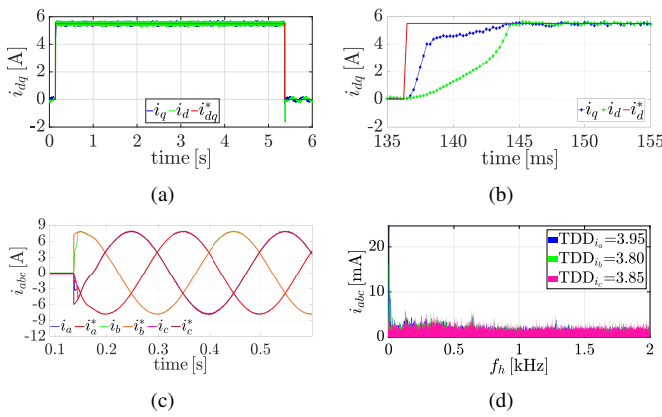 6
4
2
0
2
i_dq [A]
i_q i_d i*_dq
0 1 2 3 4 5 6
time [s]
(a)
6
4
2
0
2
i_dq [A]
i_q i_d i*_d
135 140 145 150 155
time [ms]
(b)
9
6
3
0
-3
-6
-9
-12
i_abc [A]
i_a i*_a i_b i*_b i_c i*_c
0.1 0.2 0.3 0.4 0.5
time [s]
(c)
20
10
0
i_abc [mA]
TDD_i_a=3.95
TDD_i_b=3.80
TDD_i_c=3.85
0 0.5 1 1.5 2
f_h [kHz]
(d)